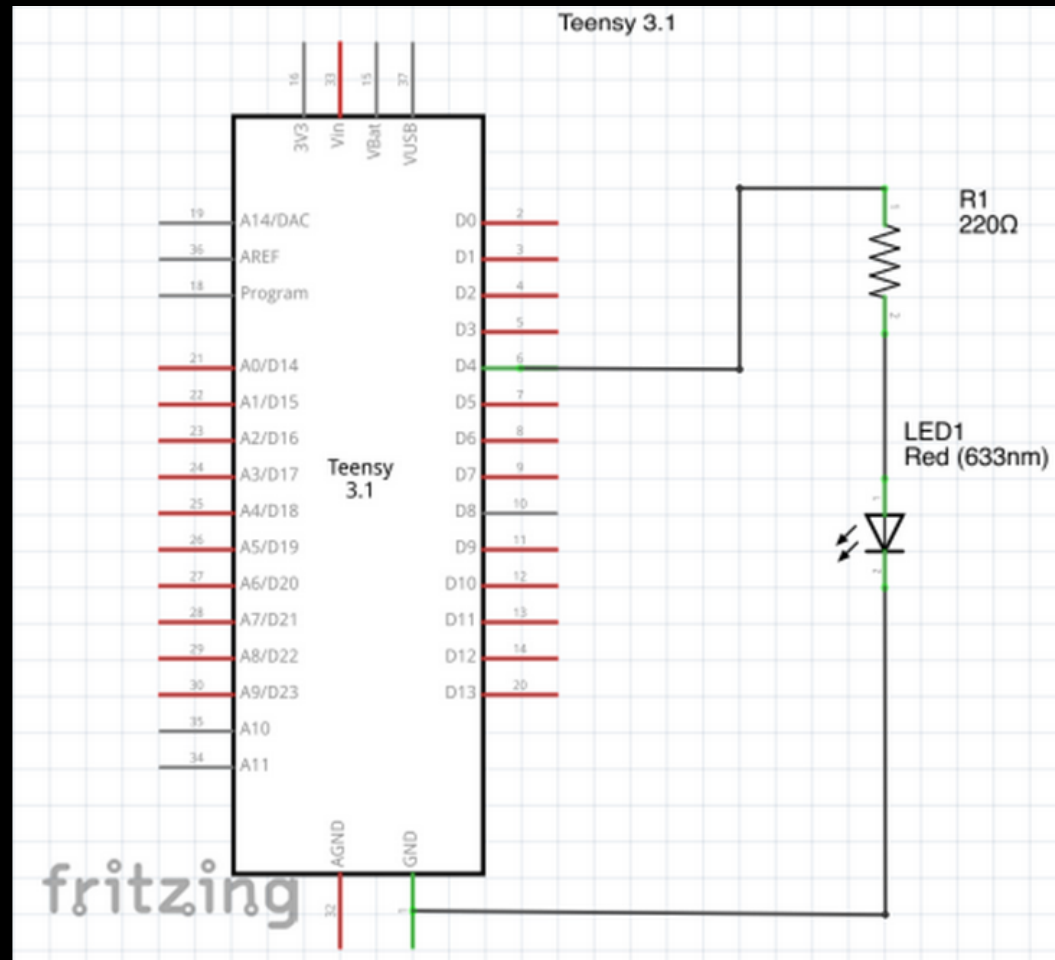 Teensy 3.1
16
33
15
37
3V3
Vin
VBat
VUSB
19
A14/DAC
36
AREF
18
Program
21
A0/D14
22
A1/D15
23
A2/D16
24
A3/D17
25
A4/D18
26
A5/D19
27
A6/D20
28
A7/D21
29
A8/D22
30
A9/D23
35
A10
34
A11
Teensy
3.1
D0
2
D1
3
D2
4
D3
5
D4
6
D5
7
D6
8
D7
9
D8
10
D9
11
D10
12
D11
13
D12
14
D13
20
AGND
GND
32
1
1
R1
220Ω
2
LED1
Red (633nm)
1
2
fritzing